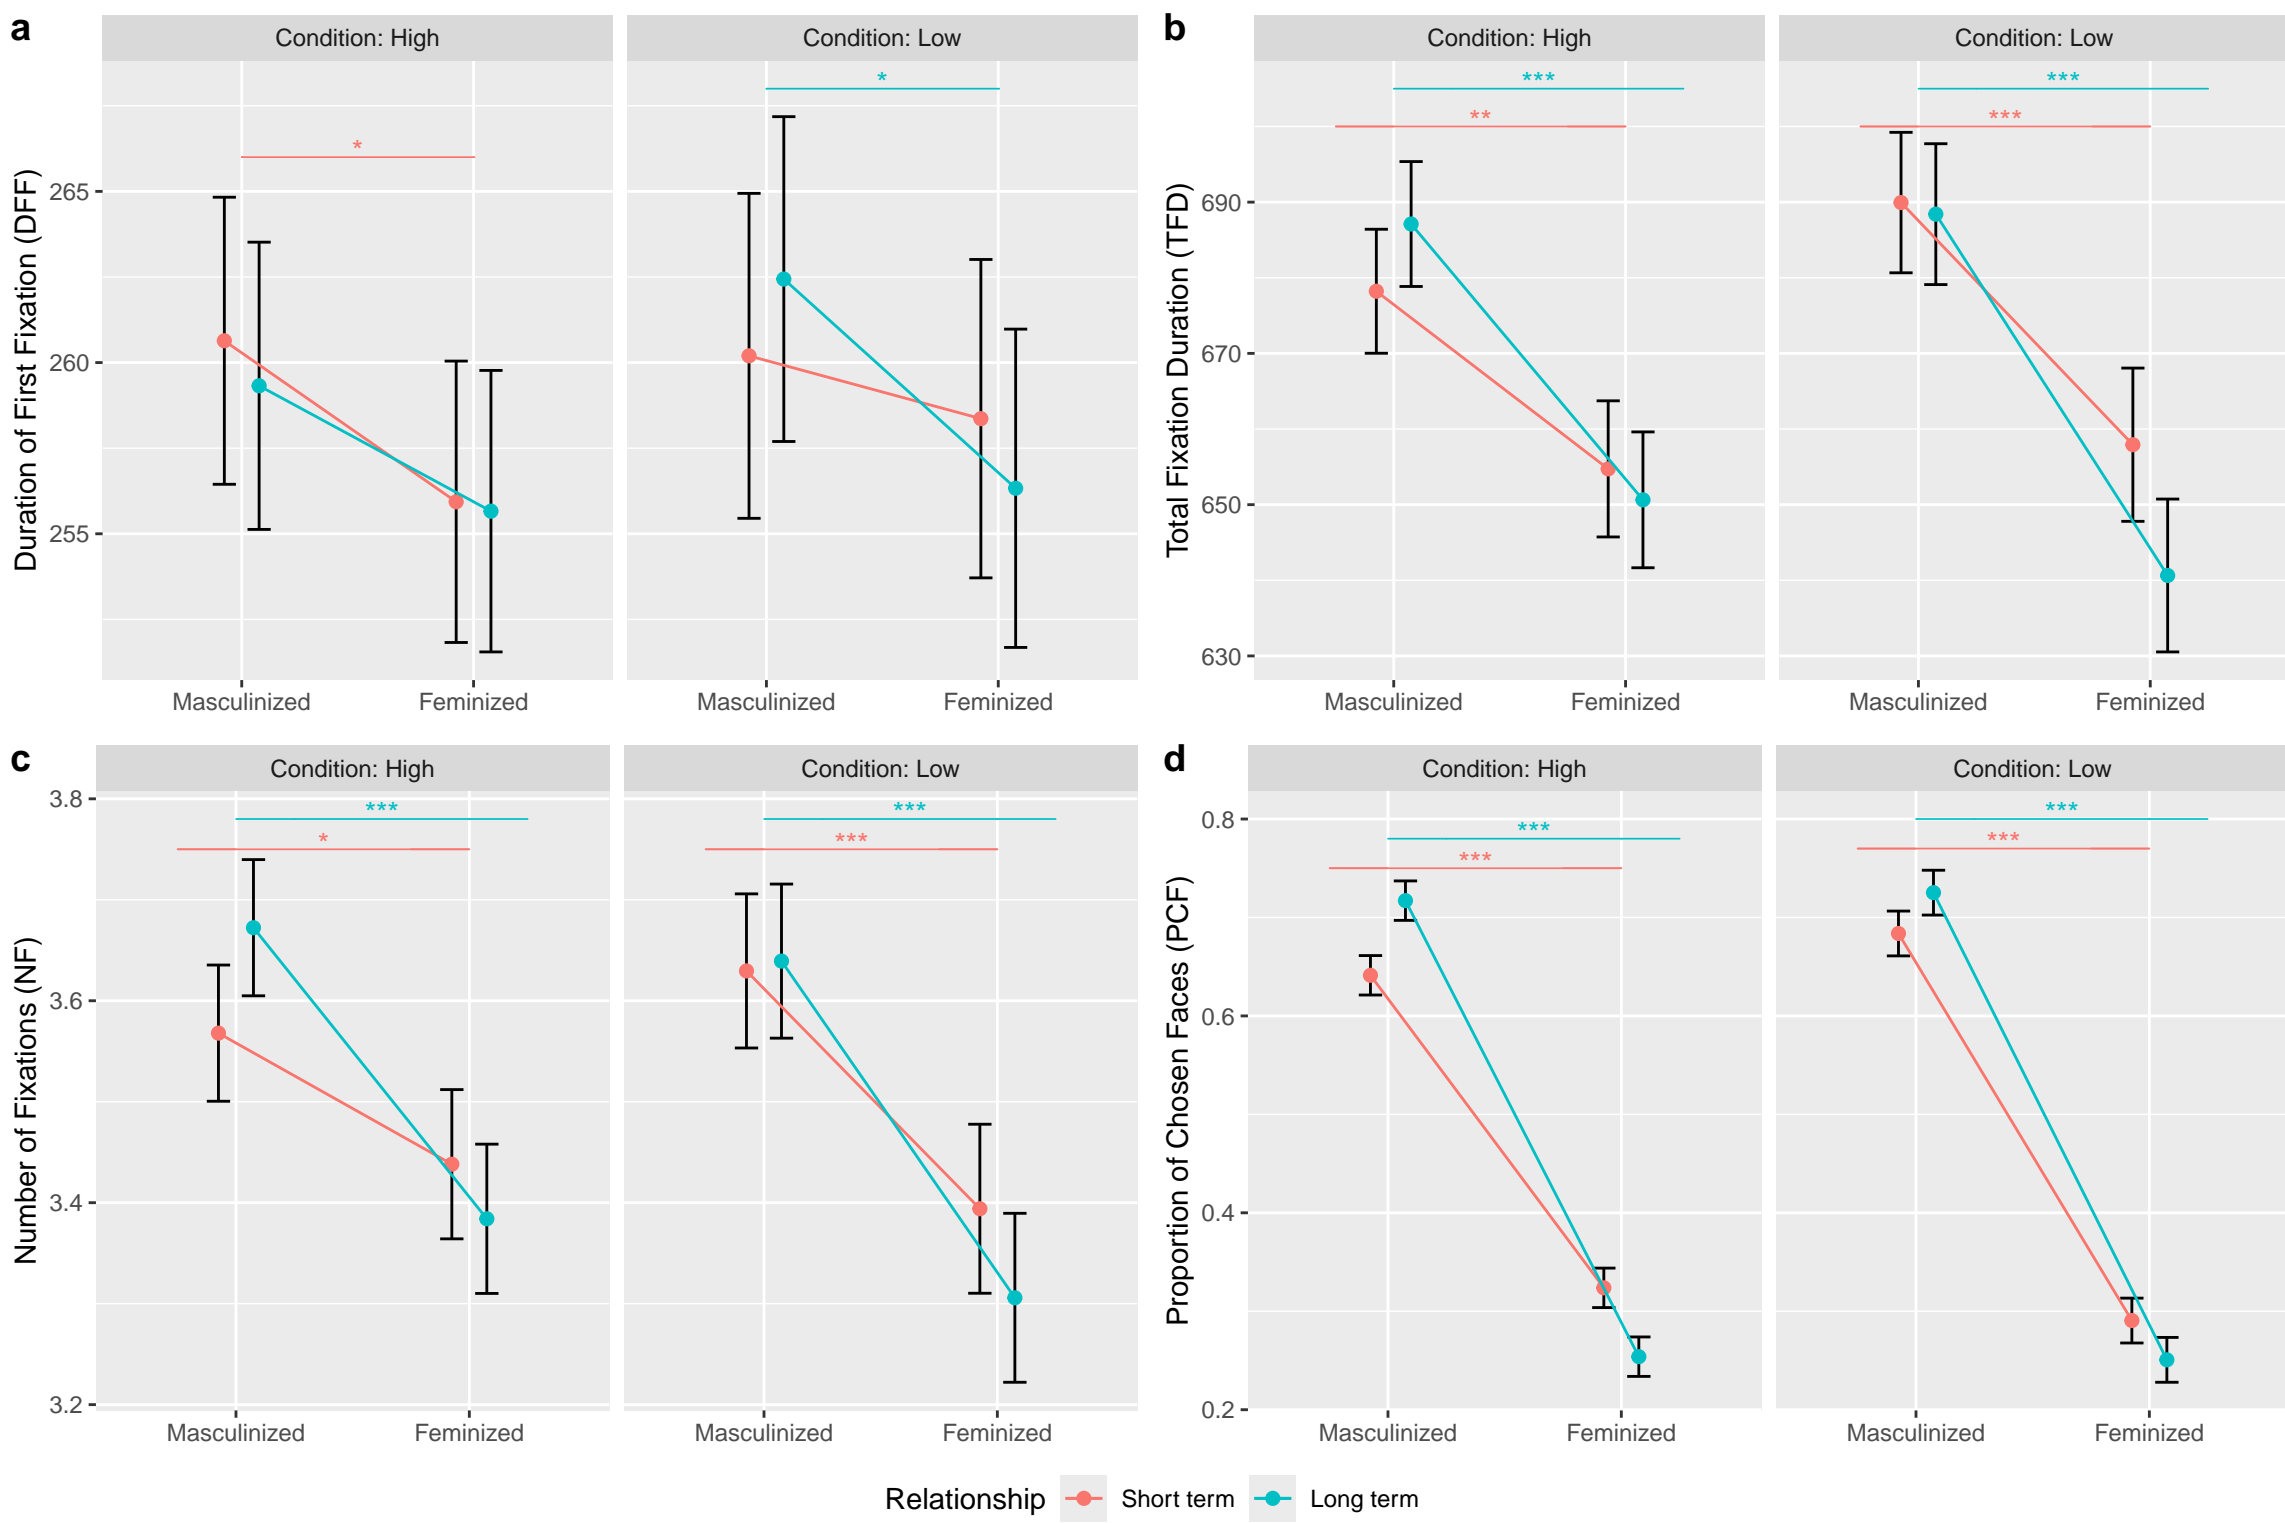 a
Condition: High
Condition: Low
*
*
Duration of First Fixation (DFF)
265
260
255
Masculinized
Feminized
Masculinized
Feminized
b
Condition: High
Condition: Low
***
**
***
***
Total Fixation Duration (TFD)
690
670
650
630
Masculinized
Feminized
Masculinized
Feminized
c
Condition: High
Condition: Low
***
*
***
***
Number of Fixations (NF)
3.8
3.6
3.4
3.2
Masculinized
Feminized
Masculinized
Feminized
d
Condition: High
Condition: Low
***
***
***
***
Proportion of Chosen Faces (PCF)
0.8
0.6
0.4
0.2
Masculinized
Feminized
Masculinized
Feminized
Relationship Short term Long term